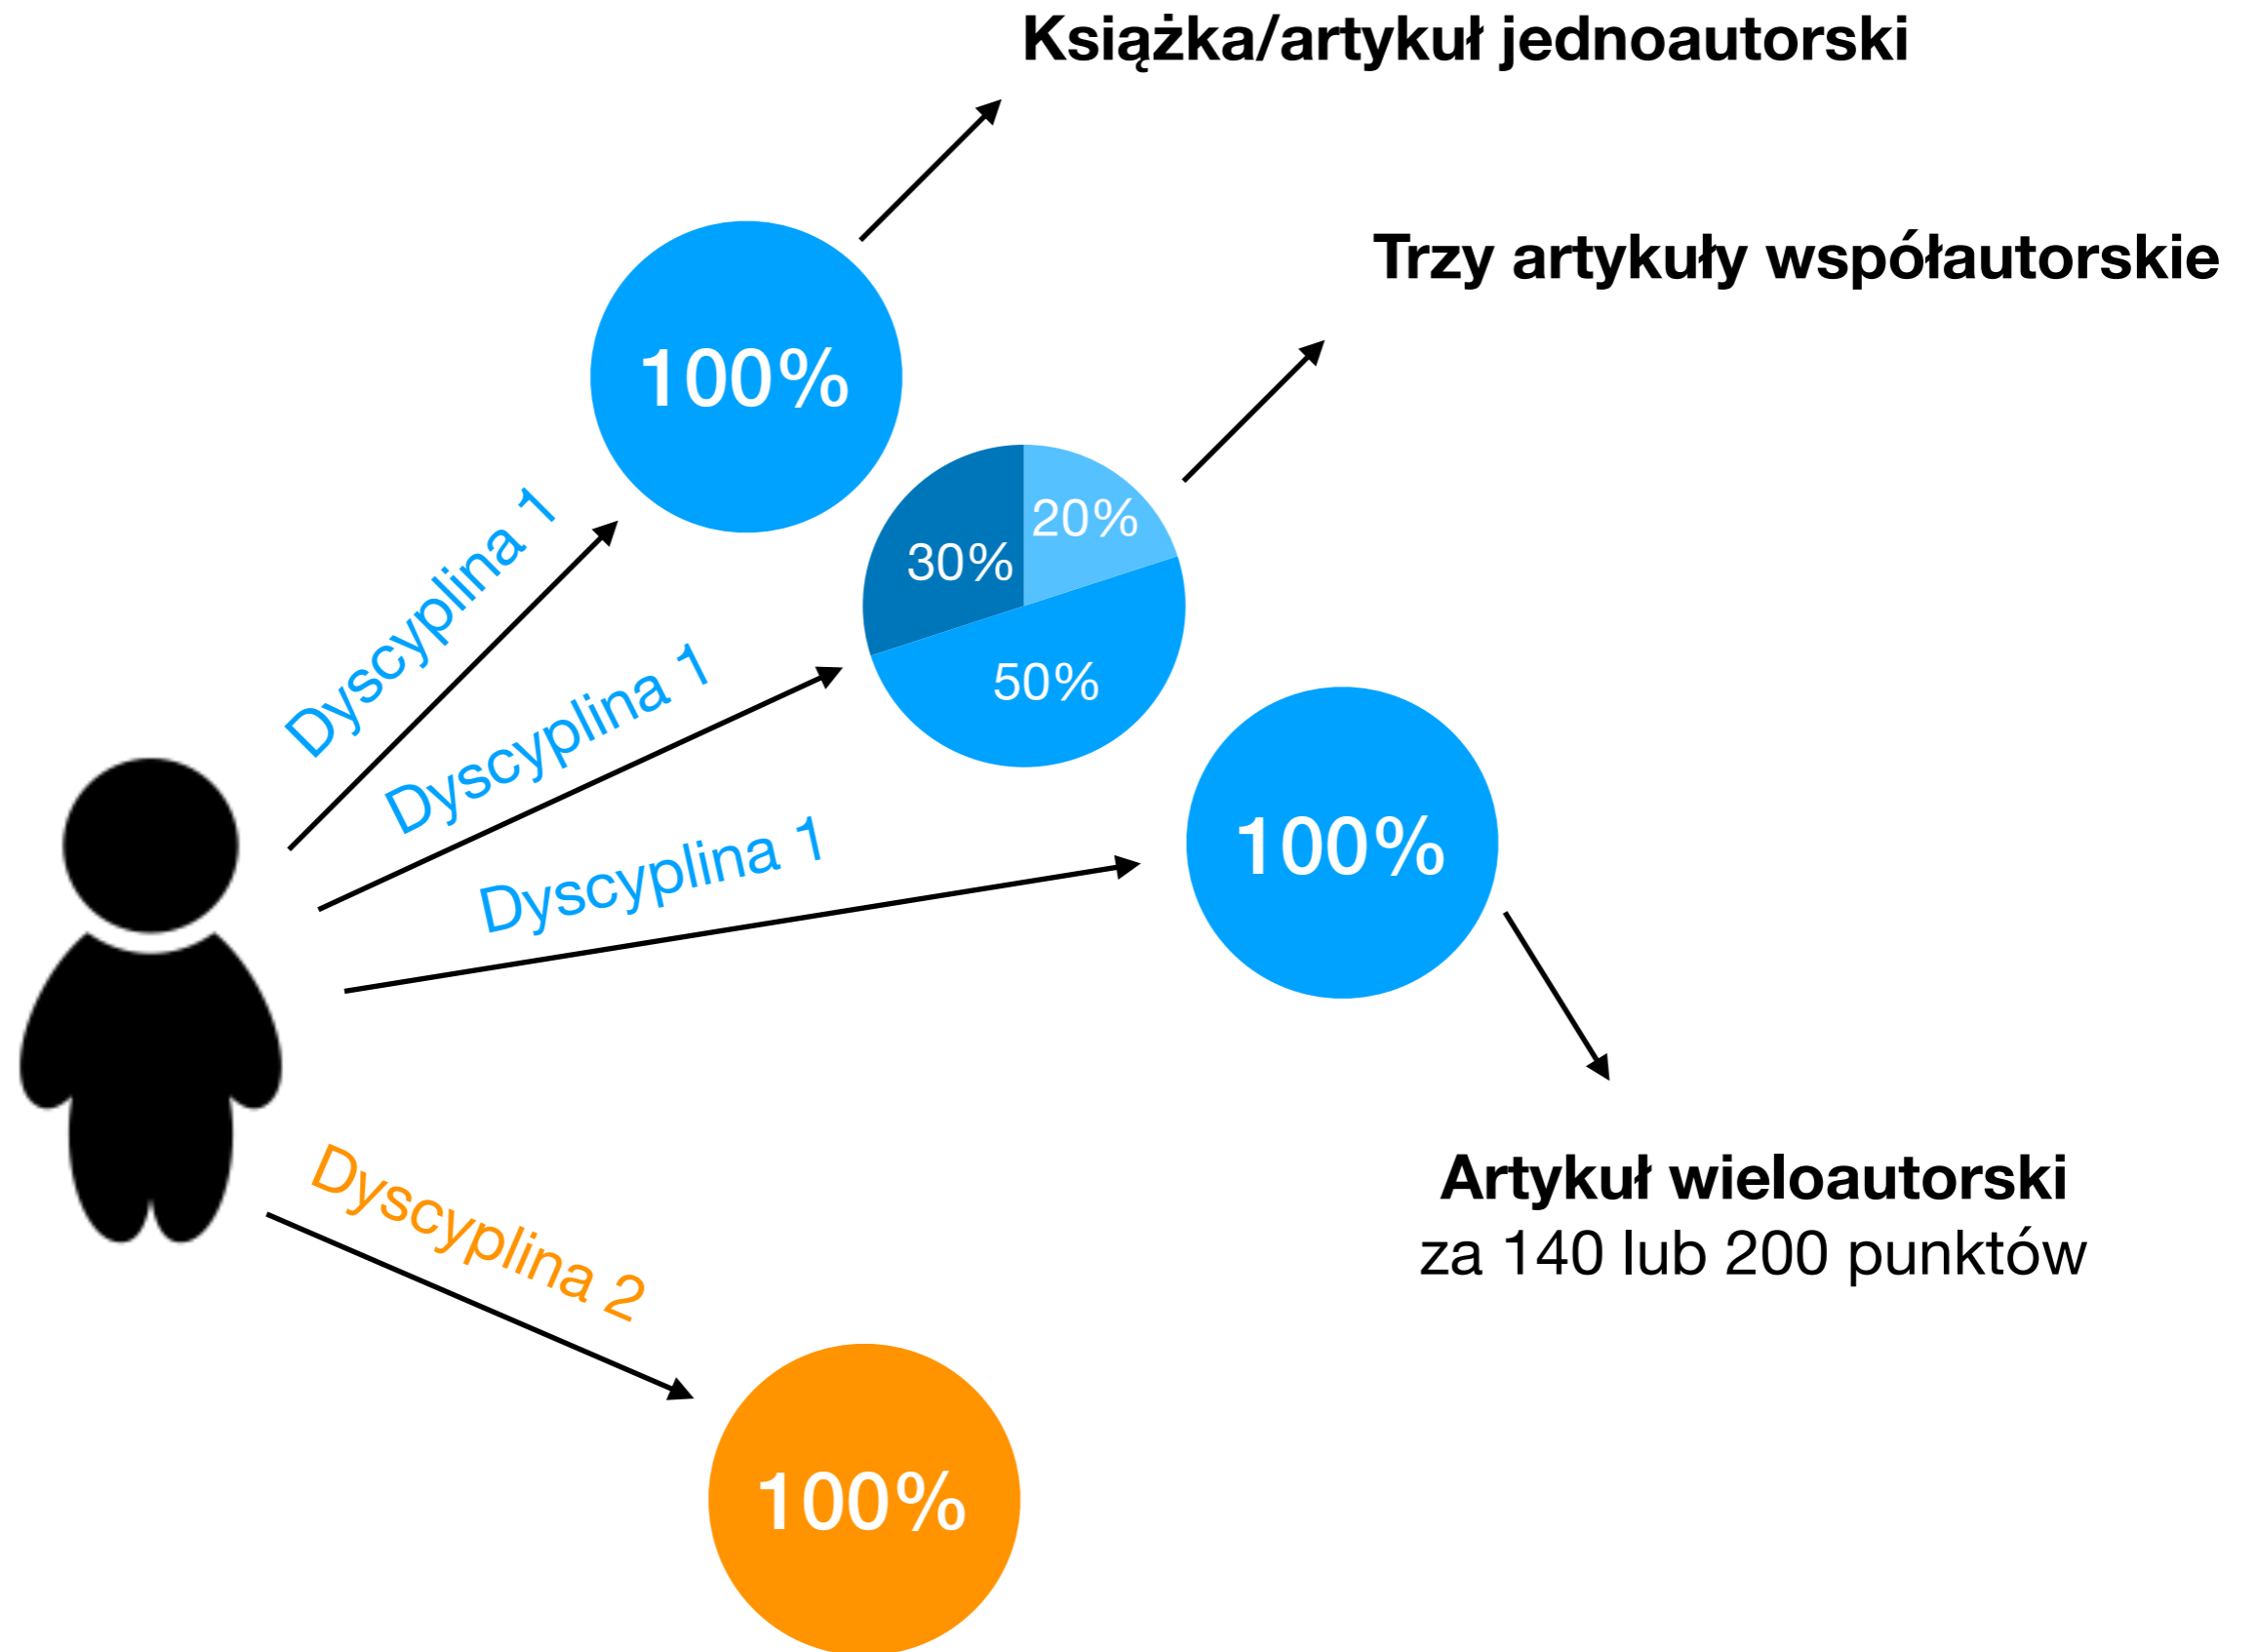 Książka/artykuł jednoautorski
Trzy artykuły współautorskie
100%
Dyscyplina 1
20%
30%
50%
Dyscyplina 1
100%
Dyscyplina 1
Artykuł wieloautorski
za 140 lub 200 punktów
Dyscyplina 2
100%